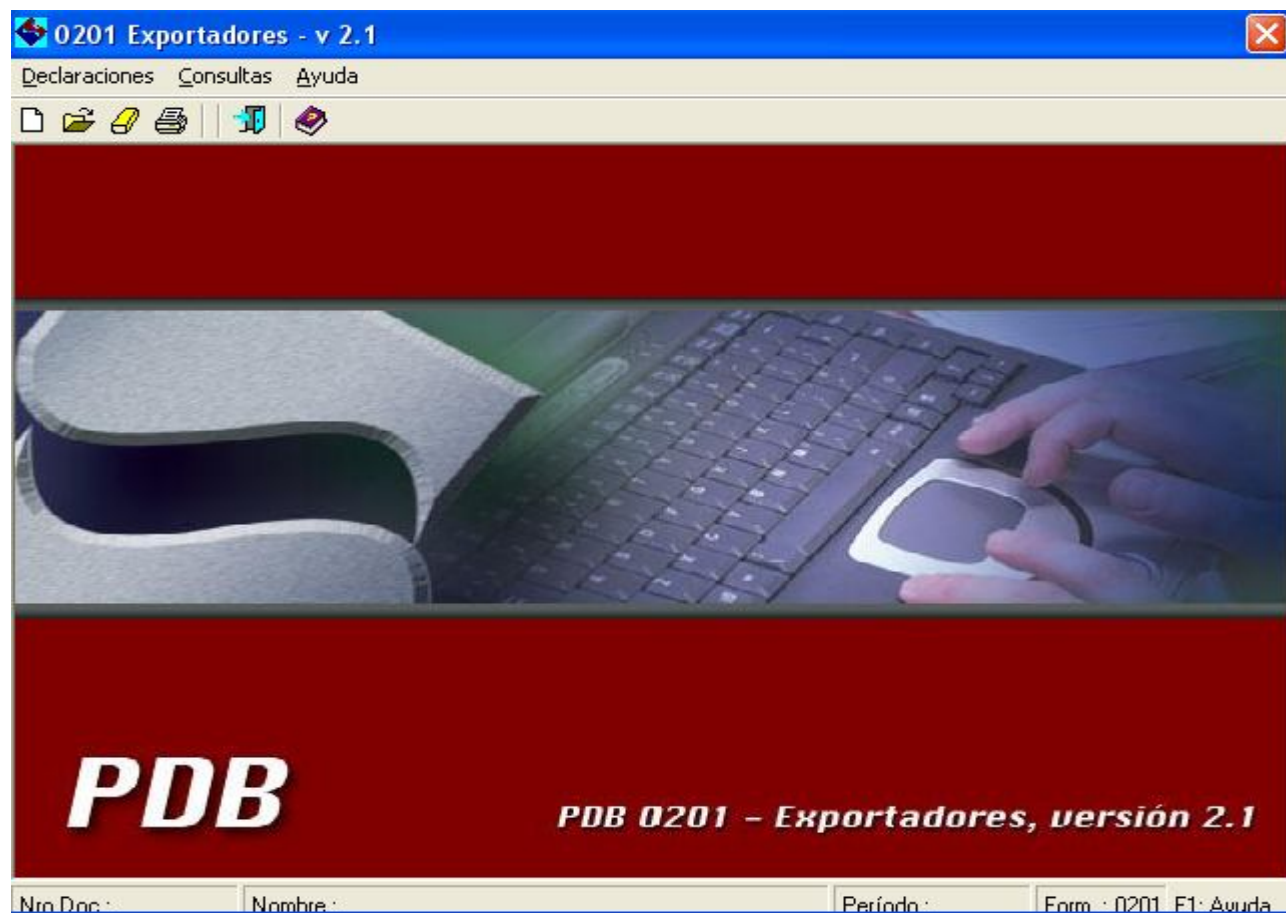 0201 Exportadores - v 2.1
Declaraciones Consultas Ayuda
PDB
PDB 0201 - Exportadores, versión 2.1
Nro Doc : Nombre : Período : Form. : 0201 F1: Ayuda